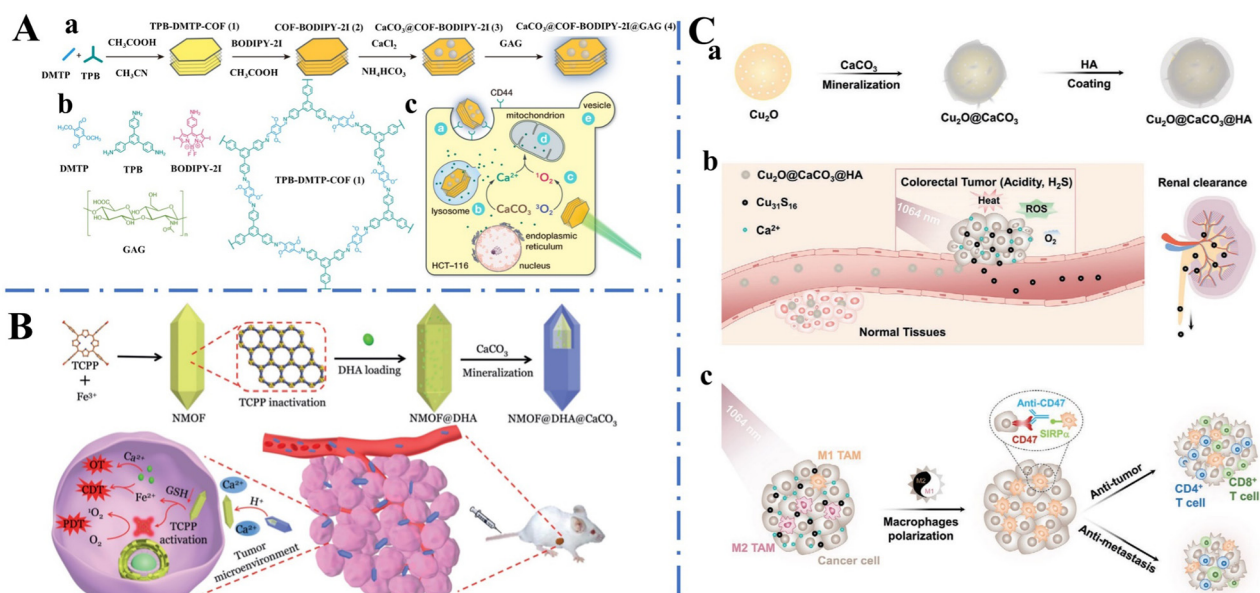 A
a
TPB-DMTP-COF (1)
COF-BODIPY-2I (2)
CaCO₃@COF-BODIPY-2I (3)
CaCO₃@COF-BODIPY-2I@GAG (4)
CH₃COOH
CH₃CN
BODIPY-2I
CH₃COOH
CaCl₂
NH₄HCO₃
GAG
DMTP
+
TPB
b
DMTP
TPB
BODIPY-2I
GAG
TPB-DMTP-COF (1)
c
CD44
vesicle
e
mitochondrion
a
d
Ca²⁺
¹O₂
c
lysosome
b
CaCO₃
³O₂
endoplasmic
reticulum
HCT-116
nucleus
B
TCPP
+
Fe³⁺
NMOF
TCPP inactivation
DHA loading
NMOF@DHA
CaCO₃
Mineralization
NMOF@DHA@CaCO₃
OT
Ca²⁺
CDT
Fe²⁺
GSH
¹O₂
PDT
O₂
TCPP
activation
Ca²⁺
H+
Ca²⁺
Tumor
microenvironment
C
a
Cu₂O
CaCO₃
Mineralization
Cu₂O@CaCO₃
HA
Coating
Cu₂O@CaCO₃@HA
b
Cu₂O@CaCO₃@HA
Cu₃₁S₁₆
Ca²⁺
Colorectal Tumor (Acidity, H₂S)
1064 nm
Heat
ROS
O₂
Normal Tissues
Renal clearance
c
1064 nm
M1 TAM
M2 TAM
Cancer cell
M2
M1
Macrophages
polarization
Anti-CD47
CD47
SIRPα
Anti-tumor
Anti-metastasis
CD4⁺
T cell
CD8⁺
T cell